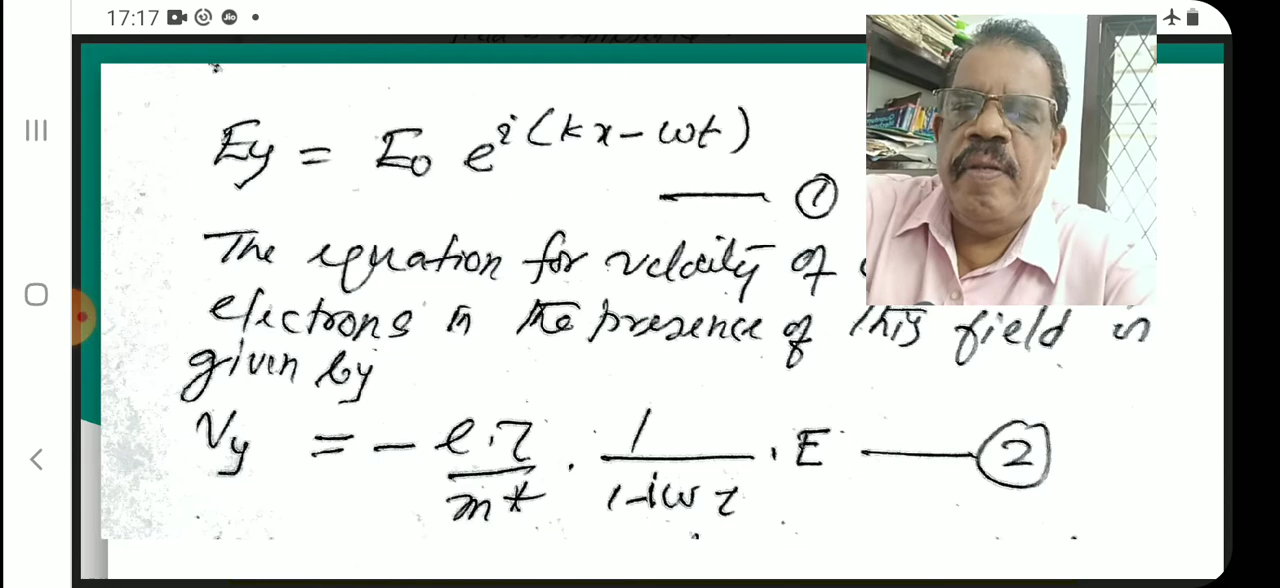 17:17
Jio
Ey = E₀ e^i(kx-ωt)
① 
The equation for velocity of
electrons in the presence of this field is
given by
Vy = - e.τ/m* . 1/1-iωτ . E ②